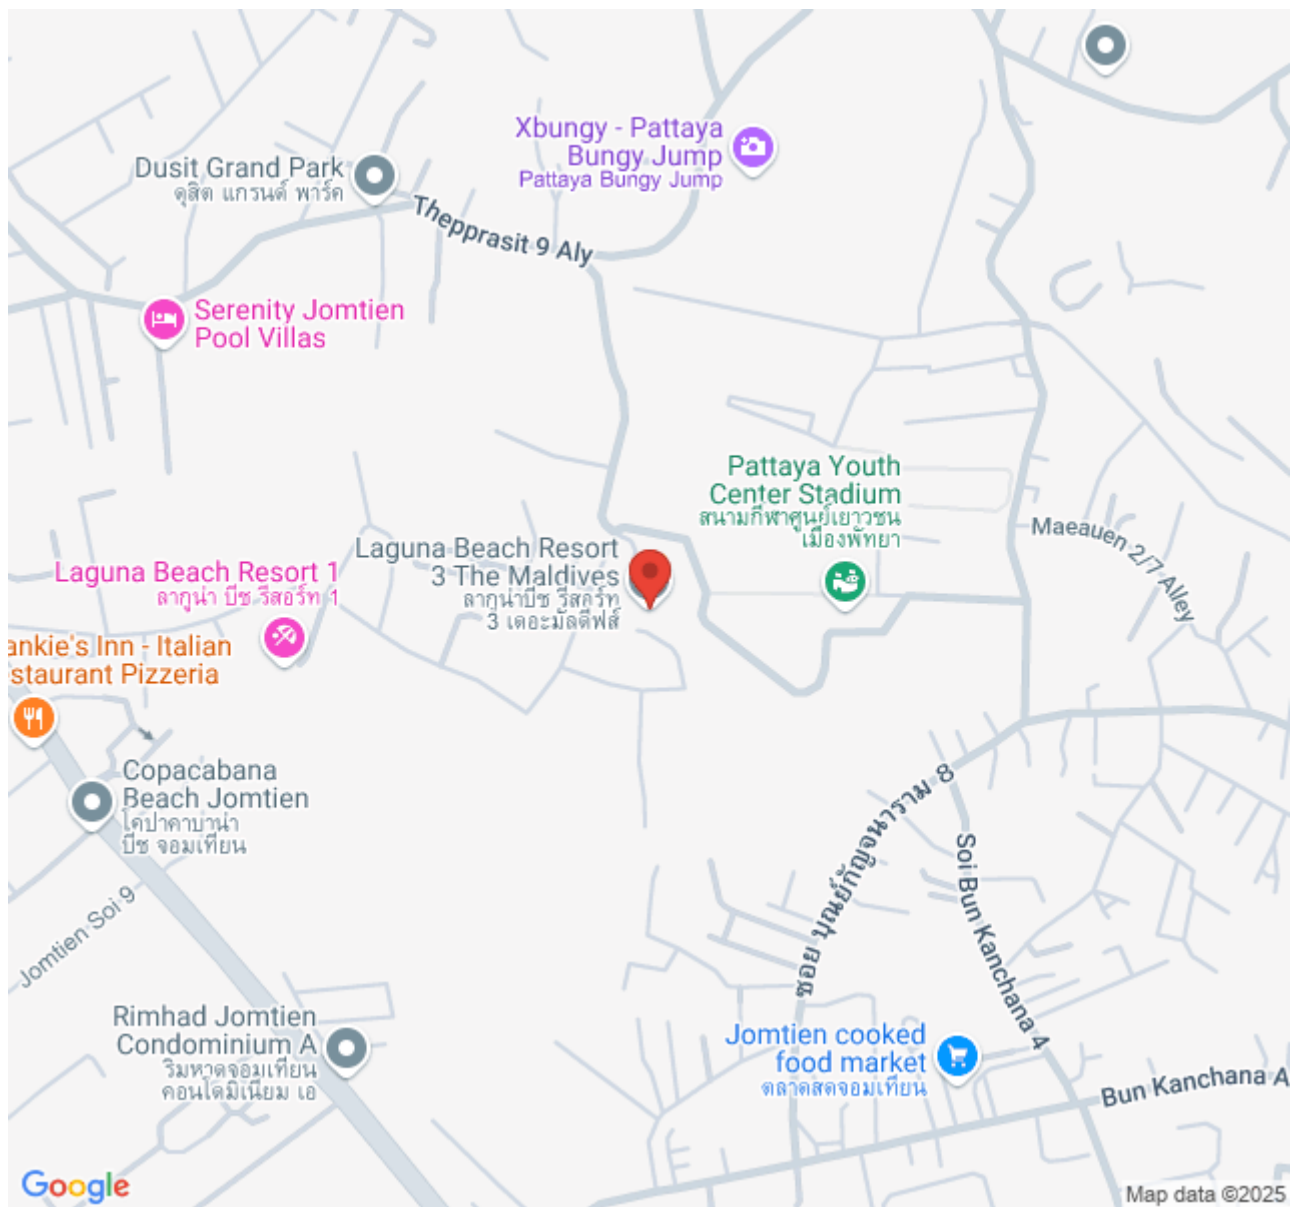 Xbungy - Pattaya
Bungy Jump
Pattaya Bungy Jump
Dusit Grand Park
ดุสิต แกรนด์ พาร์ค
Thepprasit 9 Aly
Serenity Jomtien
Pool Villas
Pattaya Youth
Center Stadium
สนามกีฬาศูนย์เยาวชน
เมืองพัทยา
Maeauen 2/7 Alley
Laguna Beach Resort
3 The Maldives
ลากูน่าบีช รีสอร์ท
3 เดอะมัลดีฟส์
Laguna Beach Resort 1
ลากูน่า บีช รีสอร์ท 1
ankie's Inn - Italian
staurant Pizzeria
Copacabana
Beach Jomtien
โคปาคาบาน่า
บีช จอมเทียน
ซอย บุณย์กัญจนาราม 8
Soi Bun Kanchana 4
Jomtien Soi 9
Rimhad Jomtien
Condominium A
ริมหาดจอมเทียน
คอนโดมิเนียม เอ
Jomtien cooked
food market
ตลาดสดจอมเทียน
Bun Kanchana A
Google
Map data ©2025